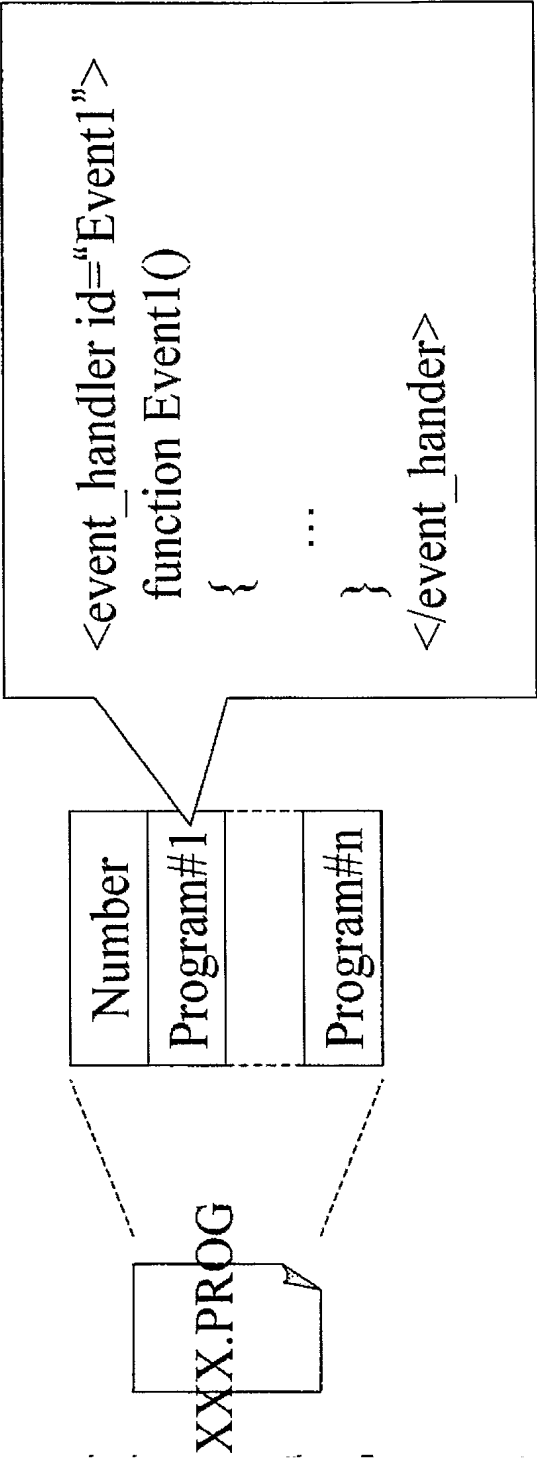 XXX.PROG
Number
Program#1
Program#n
<event_handler id=“Event1”>
function Event1()
{
...
}
</event_hander>